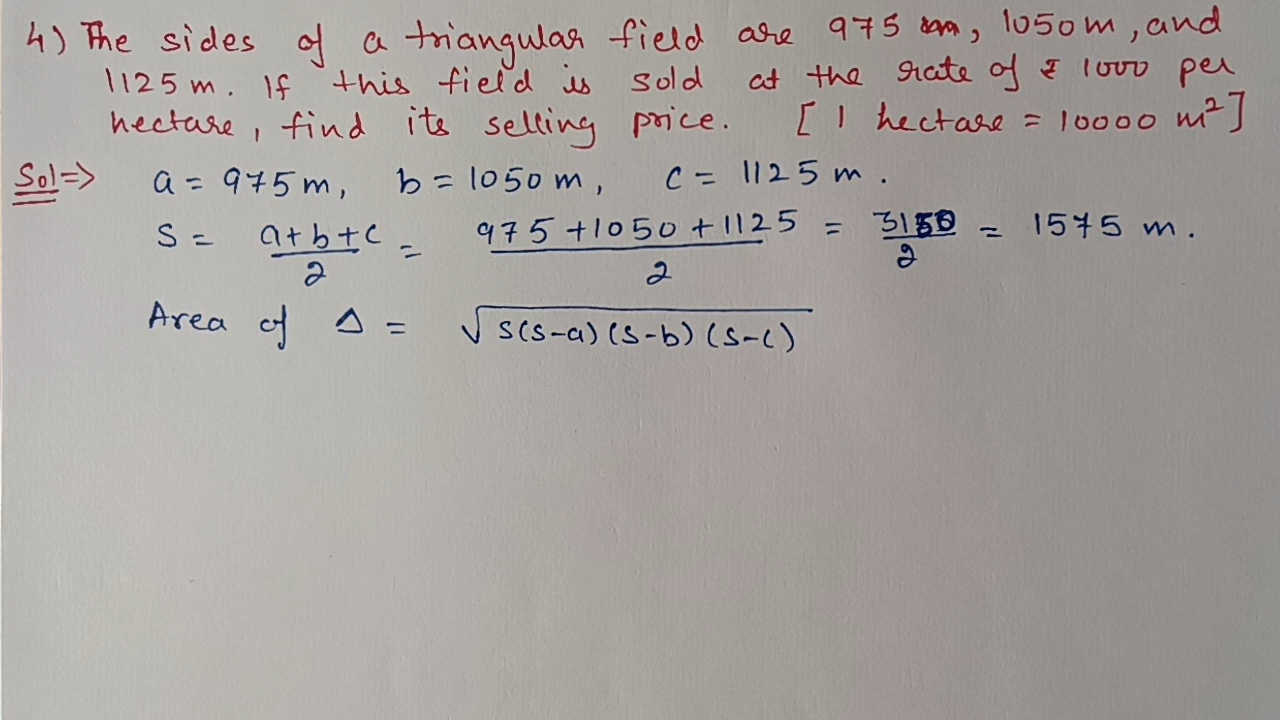 4) The sides of a triangular field are 975 m, 1050 m, and
1125 m. If this field is sold at the rate of ₹ 1000 per
hectare, find its selling price. [1 hectare = 10000 m²]
Sol=> a = 975 m, b = 1050 m, c = 1125 m.
S = (a+b+c)/2 = (975+1050+1125)/2 = 3150/2 = 1575 m.
Area of Δ = √(S(S-a)(S-b)(S-c))